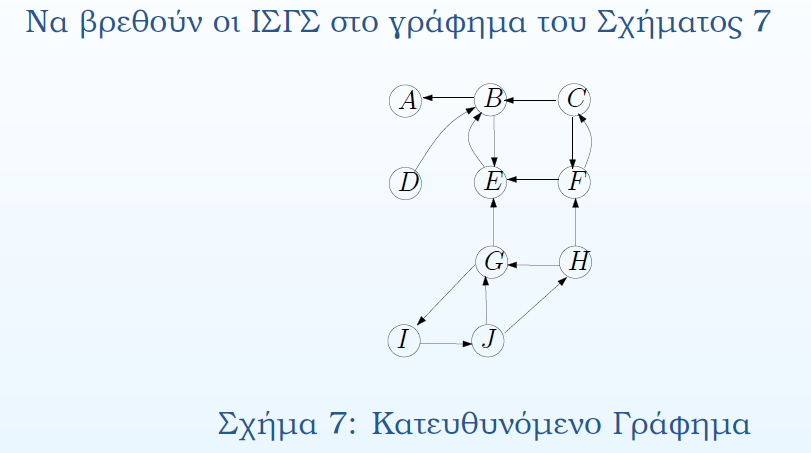 Να βρεθούν οι ΙΣΓΣ στο γράφημα του Σχήματος 7
A B C
D E F
G H
I J
Σχήμα 7: Κατευθυνόμενο Γράφημα